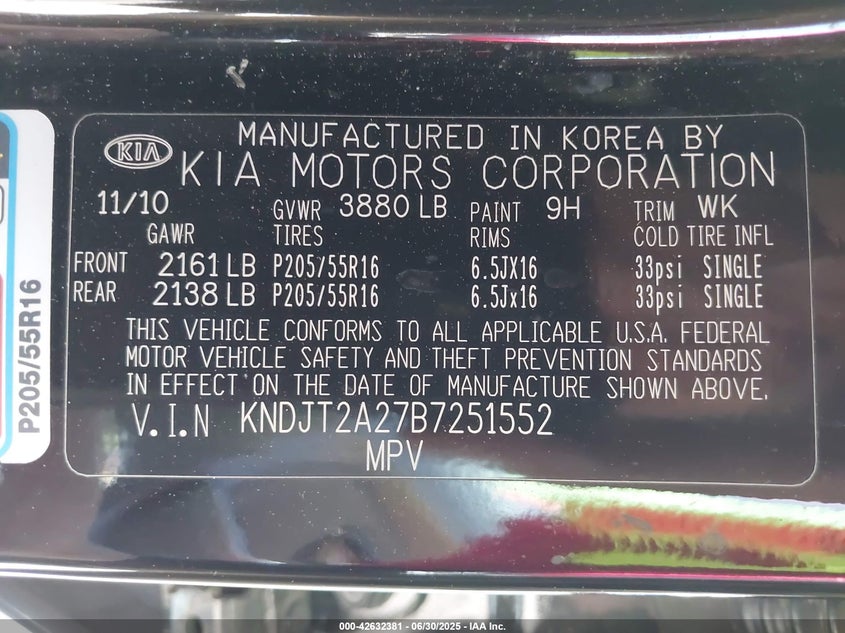 MANUFACTURED IN KOREA BY
KIA KIA MOTORS CORPORATION
11/10 GVWR 3880 LB PAINT 9H TRIM WK
GAWR TIRES RIMS COLD TIRE INFL
FRONT 2161 LB P205/55R16 6.5JX16 33psi SINGLE
REAR 2138 LB P205/55R16 6.5Jx16 33psi SINGLE
THIS VEHICLE CONFORMS TO ALL APPLICABLE U.S.A. FEDERAL
MOTOR VEHICLE SAFETY AND THEFT PREVENTION STANDARDS
IN EFFECT ON THE DATE OF MANUFACTURE SHOWN ABOVE.
V.I.N KNDJT2A27B7251552
MPV
P205/55R16
000-42632381 - 06/30/2025 - IAA Inc.